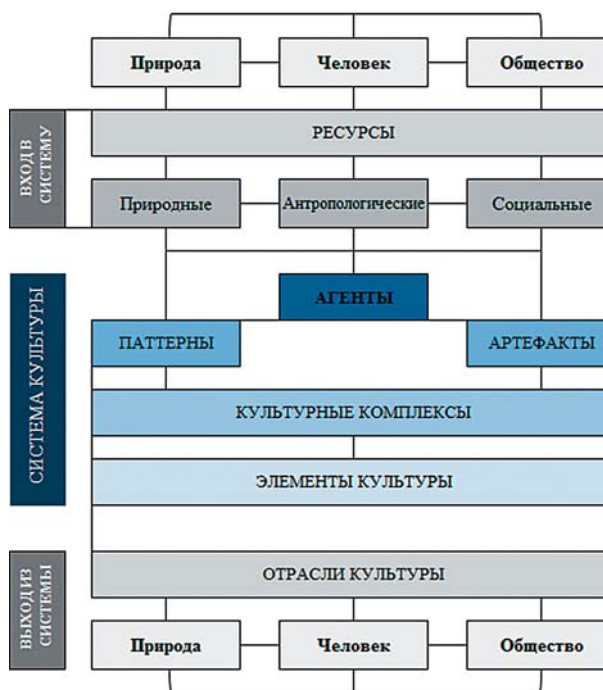 Природа Человек Общество
ВХОД В
СИСТЕМУ
РЕСУРСЫ
Природные Антропологические Социальные
СИСТЕМА КУЛЬТУРЫ
АГЕНТЫ
ПАТТЕРНЫ АРТЕФАКТЫ
КУЛЬТУРНЫЕ КОМПЛЕКСЫ
ЭЛЕМЕНТЫ КУЛЬТУРЫ
ВЫХОД ИЗ
СИСТЕМЫ
ОТРАСЛИ КУЛЬТУРЫ
Природа Человек Общество